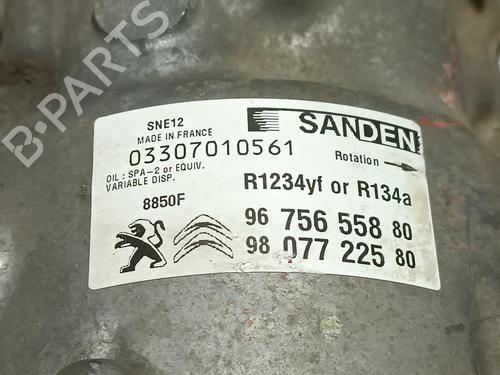 B-PARTS
SNE12
MADE IN FRANCE
03307010561
OIL : SPA-2 or EQUIV.
VARIABLE DISP.
8850F
SANDEN
Rotation
R1234yf or R134a
96 756 558 80
98 077 225 80